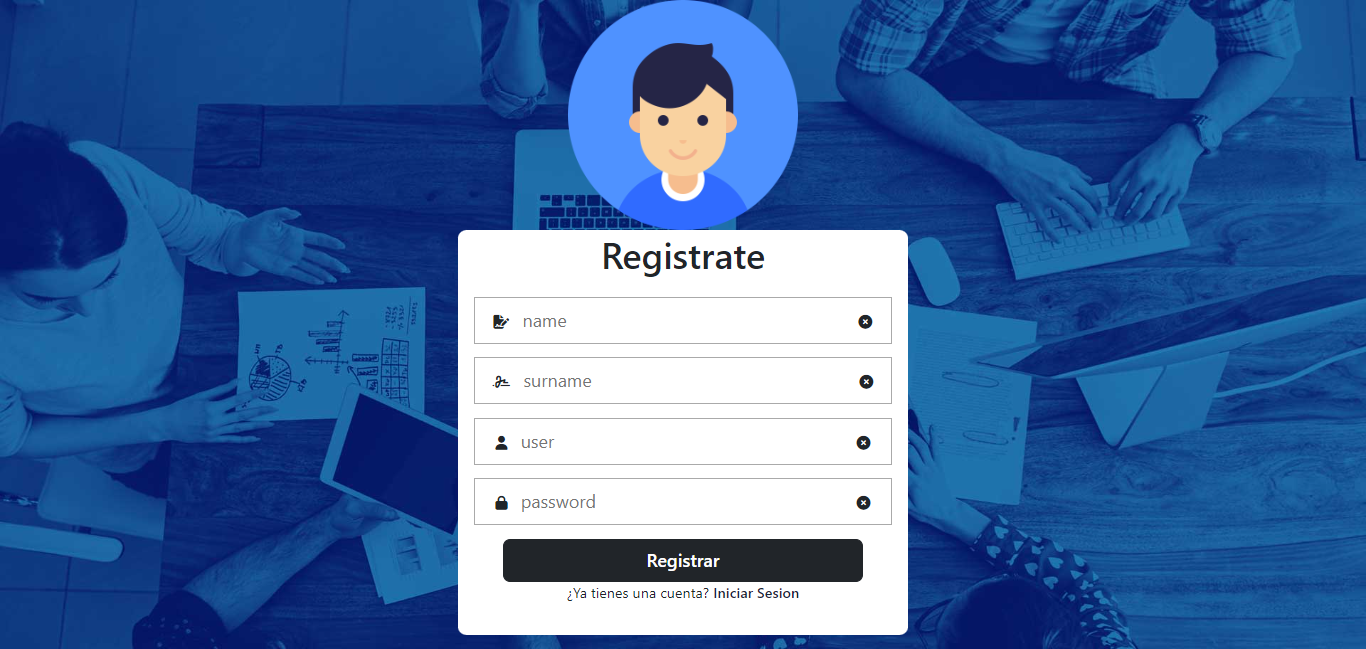 Registrate
name
surname
user
password
Registrar
¿Ya tienes una cuenta? Iniciar Sesion